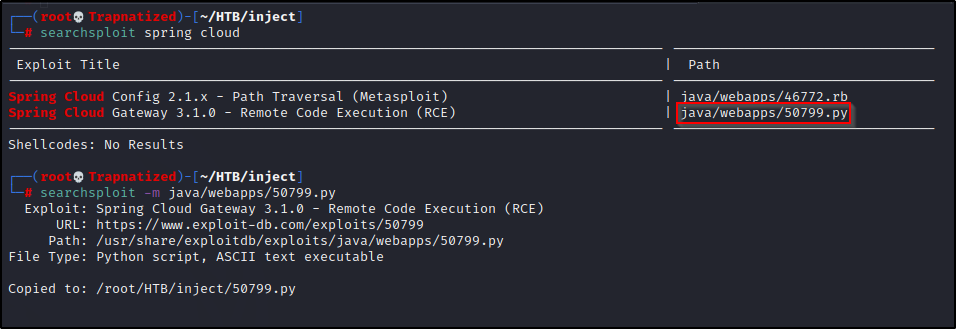 ┌──(root💀Trapnatized)-[~/HTB/inject]
└─# searchsploit spring cloud
Exploit Title | Path
Spring Cloud Config 2.1.x - Path Traversal (Metasploit) | java/webapps/46772.rb
Spring Cloud Gateway 3.1.0 - Remote Code Execution (RCE) | java/webapps/50799.py
Shellcodes: No Results
┌──(root💀Trapnatized)-[~/HTB/inject]
└─# searchsploit -m java/webapps/50799.py
Exploit: Spring Cloud Gateway 3.1.0 - Remote Code Execution (RCE)
URL: https://www.exploit-db.com/exploits/50799
Path: /usr/share/exploitdb/exploits/java/webapps/50799.py
File Type: Python script, ASCII text executable
Copied to: /root/HTB/inject/50799.py